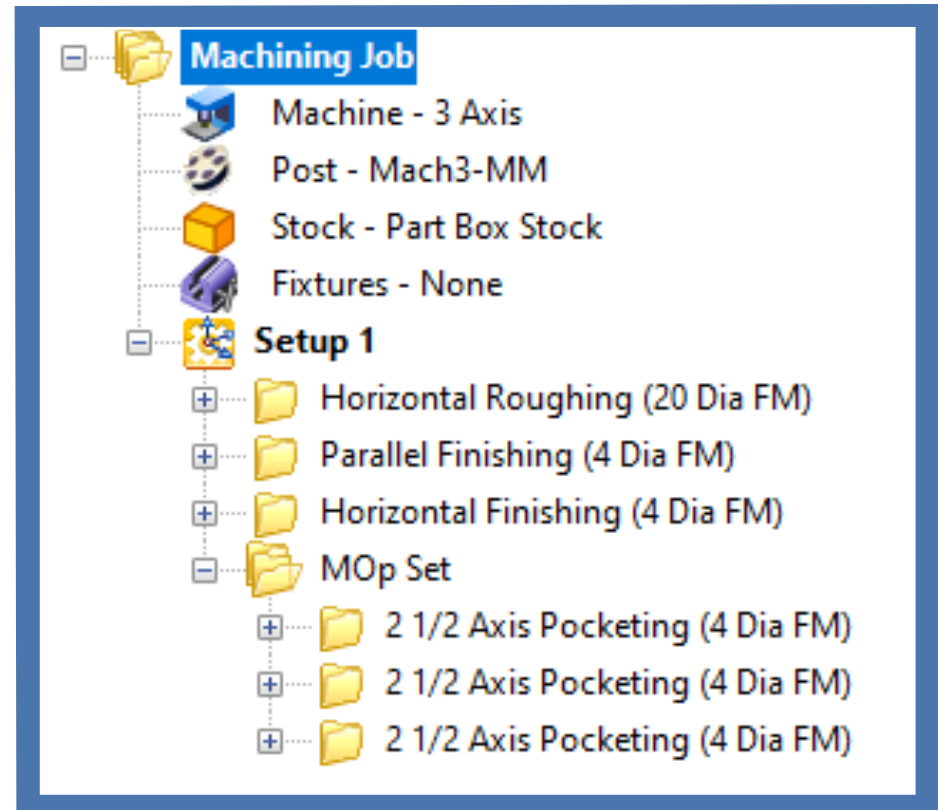 Machining Job
Machine - 3 Axis
Post - Mach3-MM
Stock - Part Box Stock
Fixtures - None
Setup 1
Horizontal Roughing (20 Dia FM)
Parallel Finishing (4 Dia FM)
Horizontal Finishing (4 Dia FM)
MOp Set
2 1/2 Axis Pocketing (4 Dia FM)
2 1/2 Axis Pocketing (4 Dia FM)
2 1/2 Axis Pocketing (4 Dia FM)